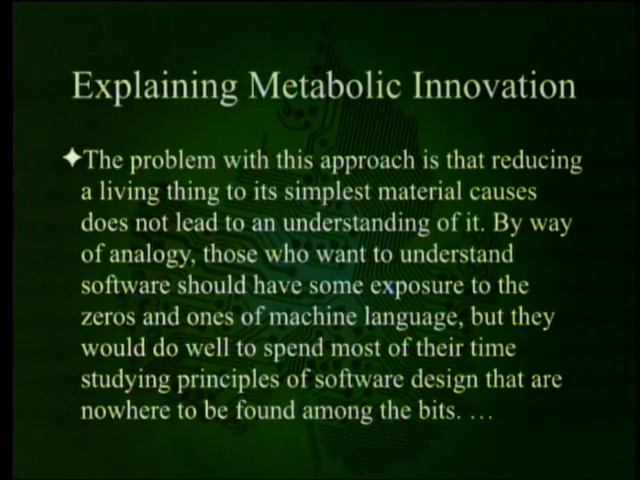 Explaining Metabolic Innovation
✦The problem with this approach is that reducing
a living thing to its simplest material causes
does not lead to an understanding of it. By way
of analogy, those who want to understand
software should have some exposure to the
zeros and ones of machine language, but they
would do well to spend most of their time
studying principles of software design that are
nowhere to be found among the bits. …